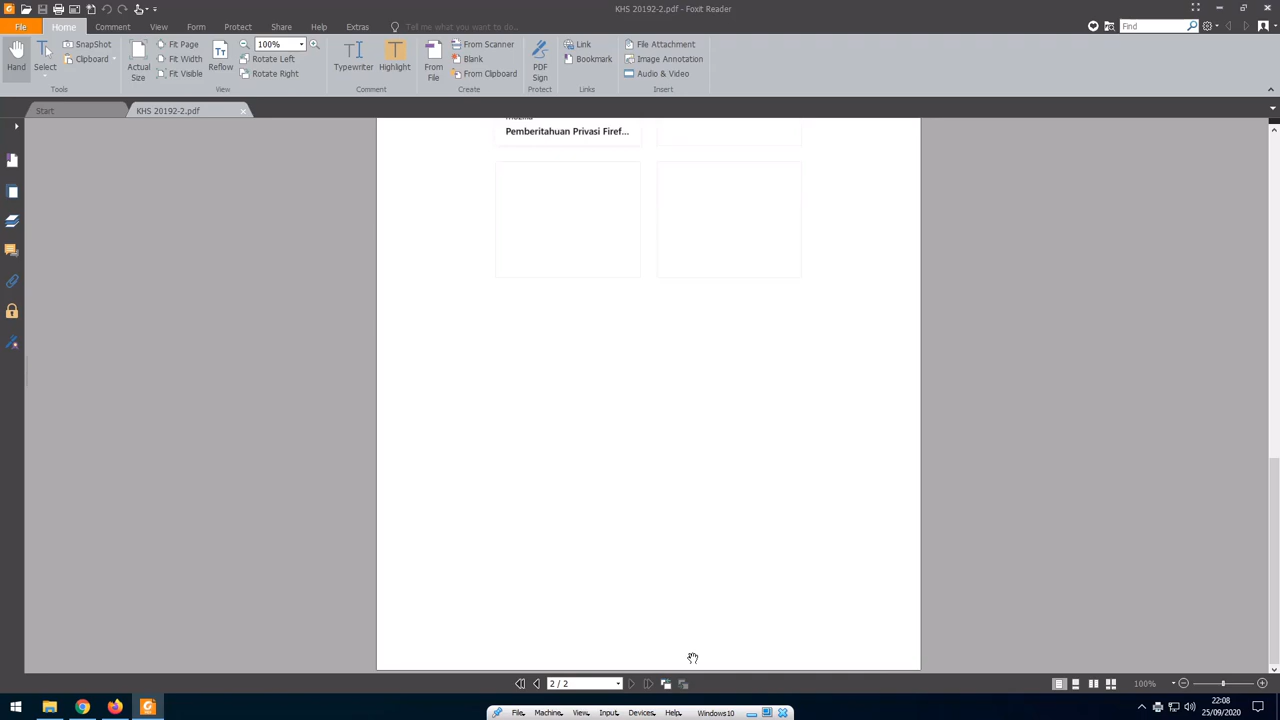 KHS 20192-2.pdf - Foxit Reader
File Home Comment View Form Protect Share Help Extras Tell me what you want to do... Find
Hand
Select
SnapShot
Clipboard
Tools
Actual Size
Fit Page
Fit Width
Fit Visible
Reflow
100%
Rotate Left
Rotate Right
View
Typewriter
Highlight
Comment
From File
From Scanner
Blank
From Clipboard
Create
PDF Sign
Protect
Link
Bookmark
Links
File Attachment
Image Annotation
Audio & Video
Insert
Start KHS 20192-2.pdf
Pemberitahuan Privasi Firef...
2 / 2 100%
22:08
25/09/2020
File Machine View Input Devices Help Windows10